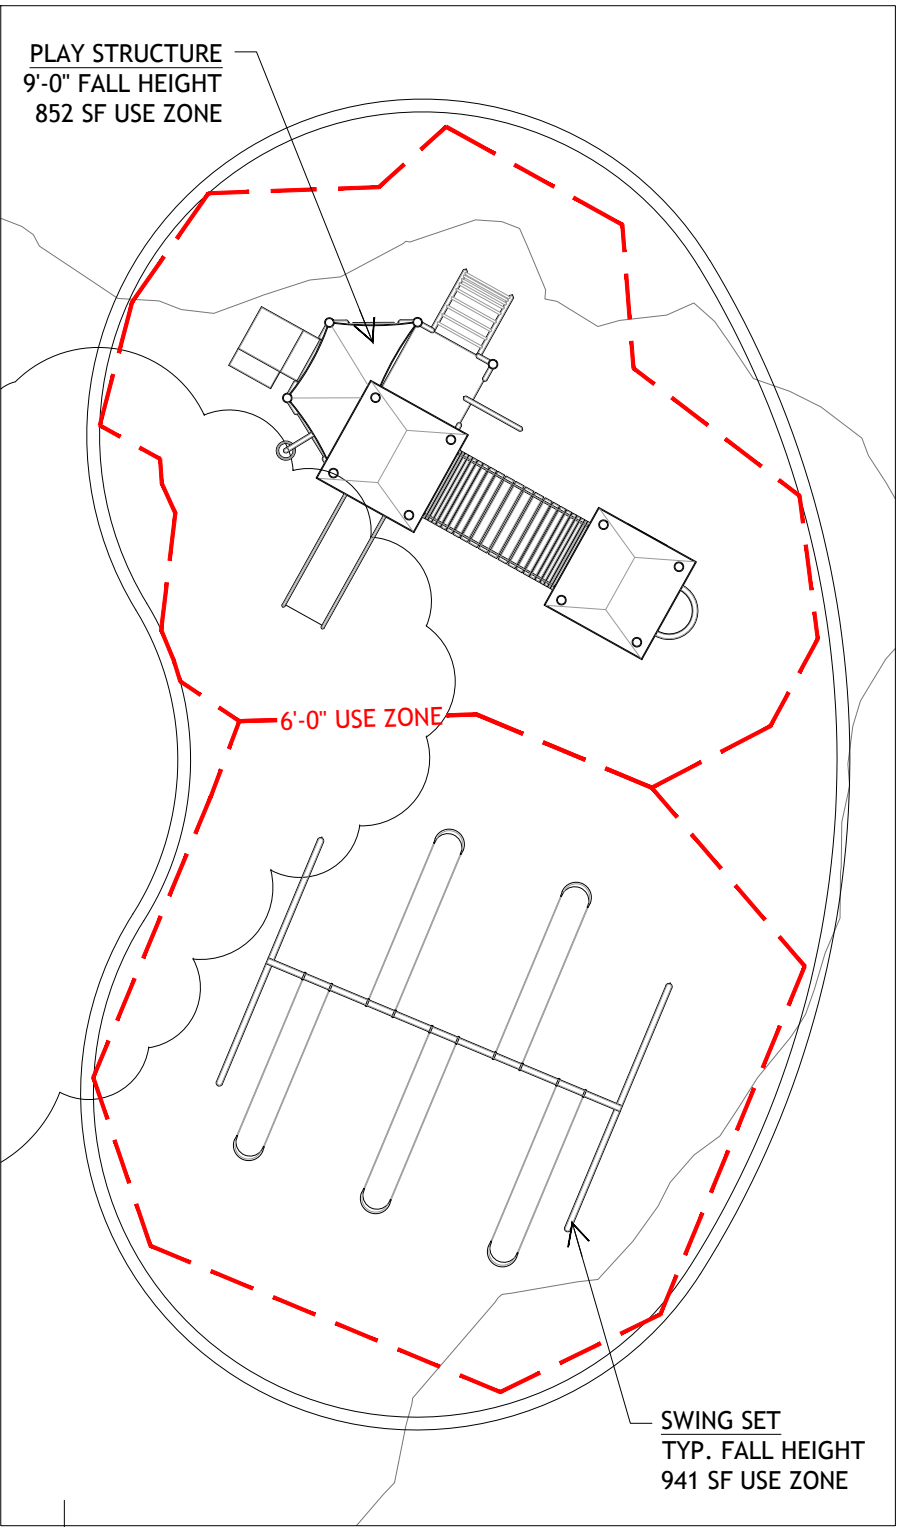 PLAY STRUCTURE
9'-0" FALL HEIGHT
852 SF USE ZONE
6'-0" USE ZONE
SWING SET
TYP. FALL HEIGHT
941 SF USE ZONE